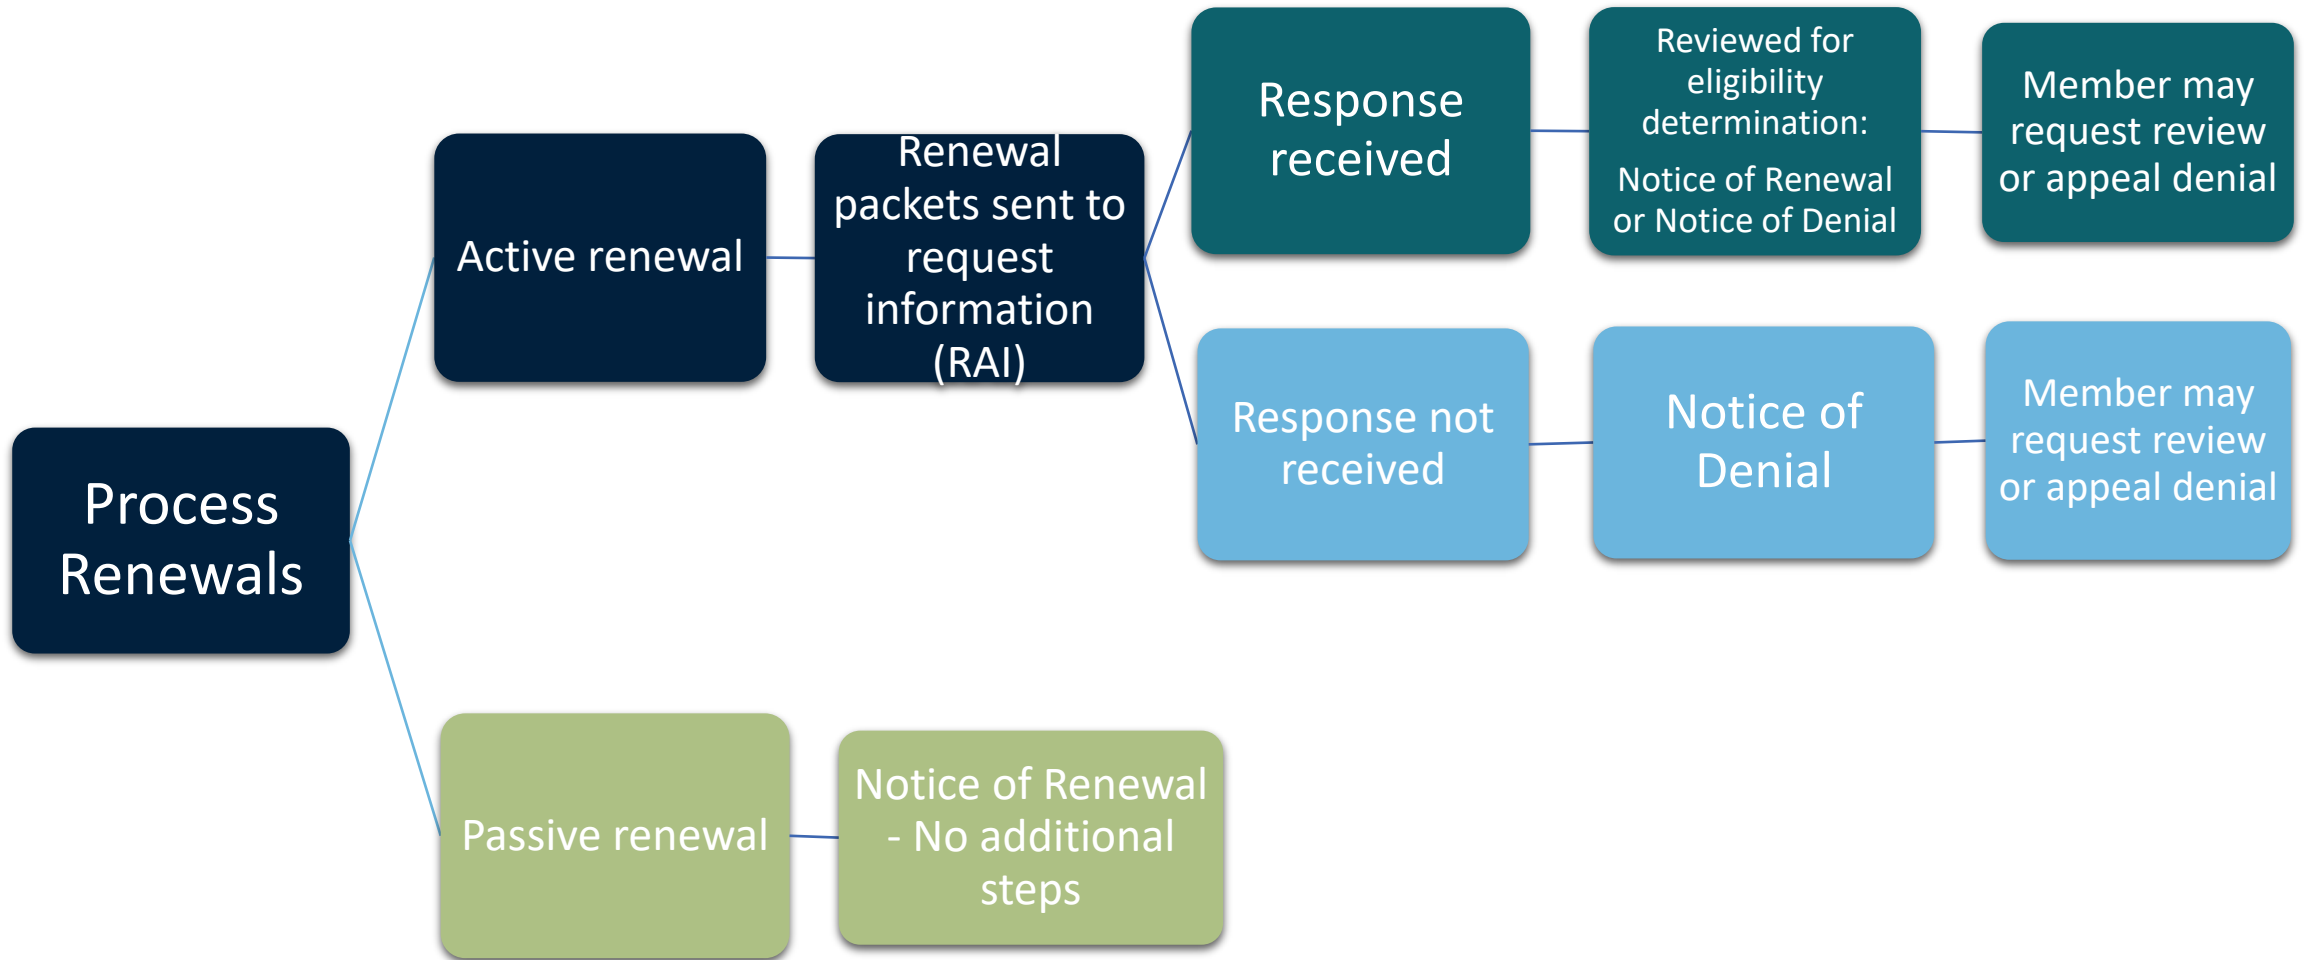 Process
Renewals
Active renewal
Renewal
packets sent to
request
information
(RAI)
Response
received
Reviewed for
eligibility
determination:
Notice of Renewal
or Notice of Denial
Member may
request review
or appeal denial
Response not
received
Notice of
Denial
Member may
request review
or appeal denial
Passive renewal
Notice of Renewal
- No additional
steps